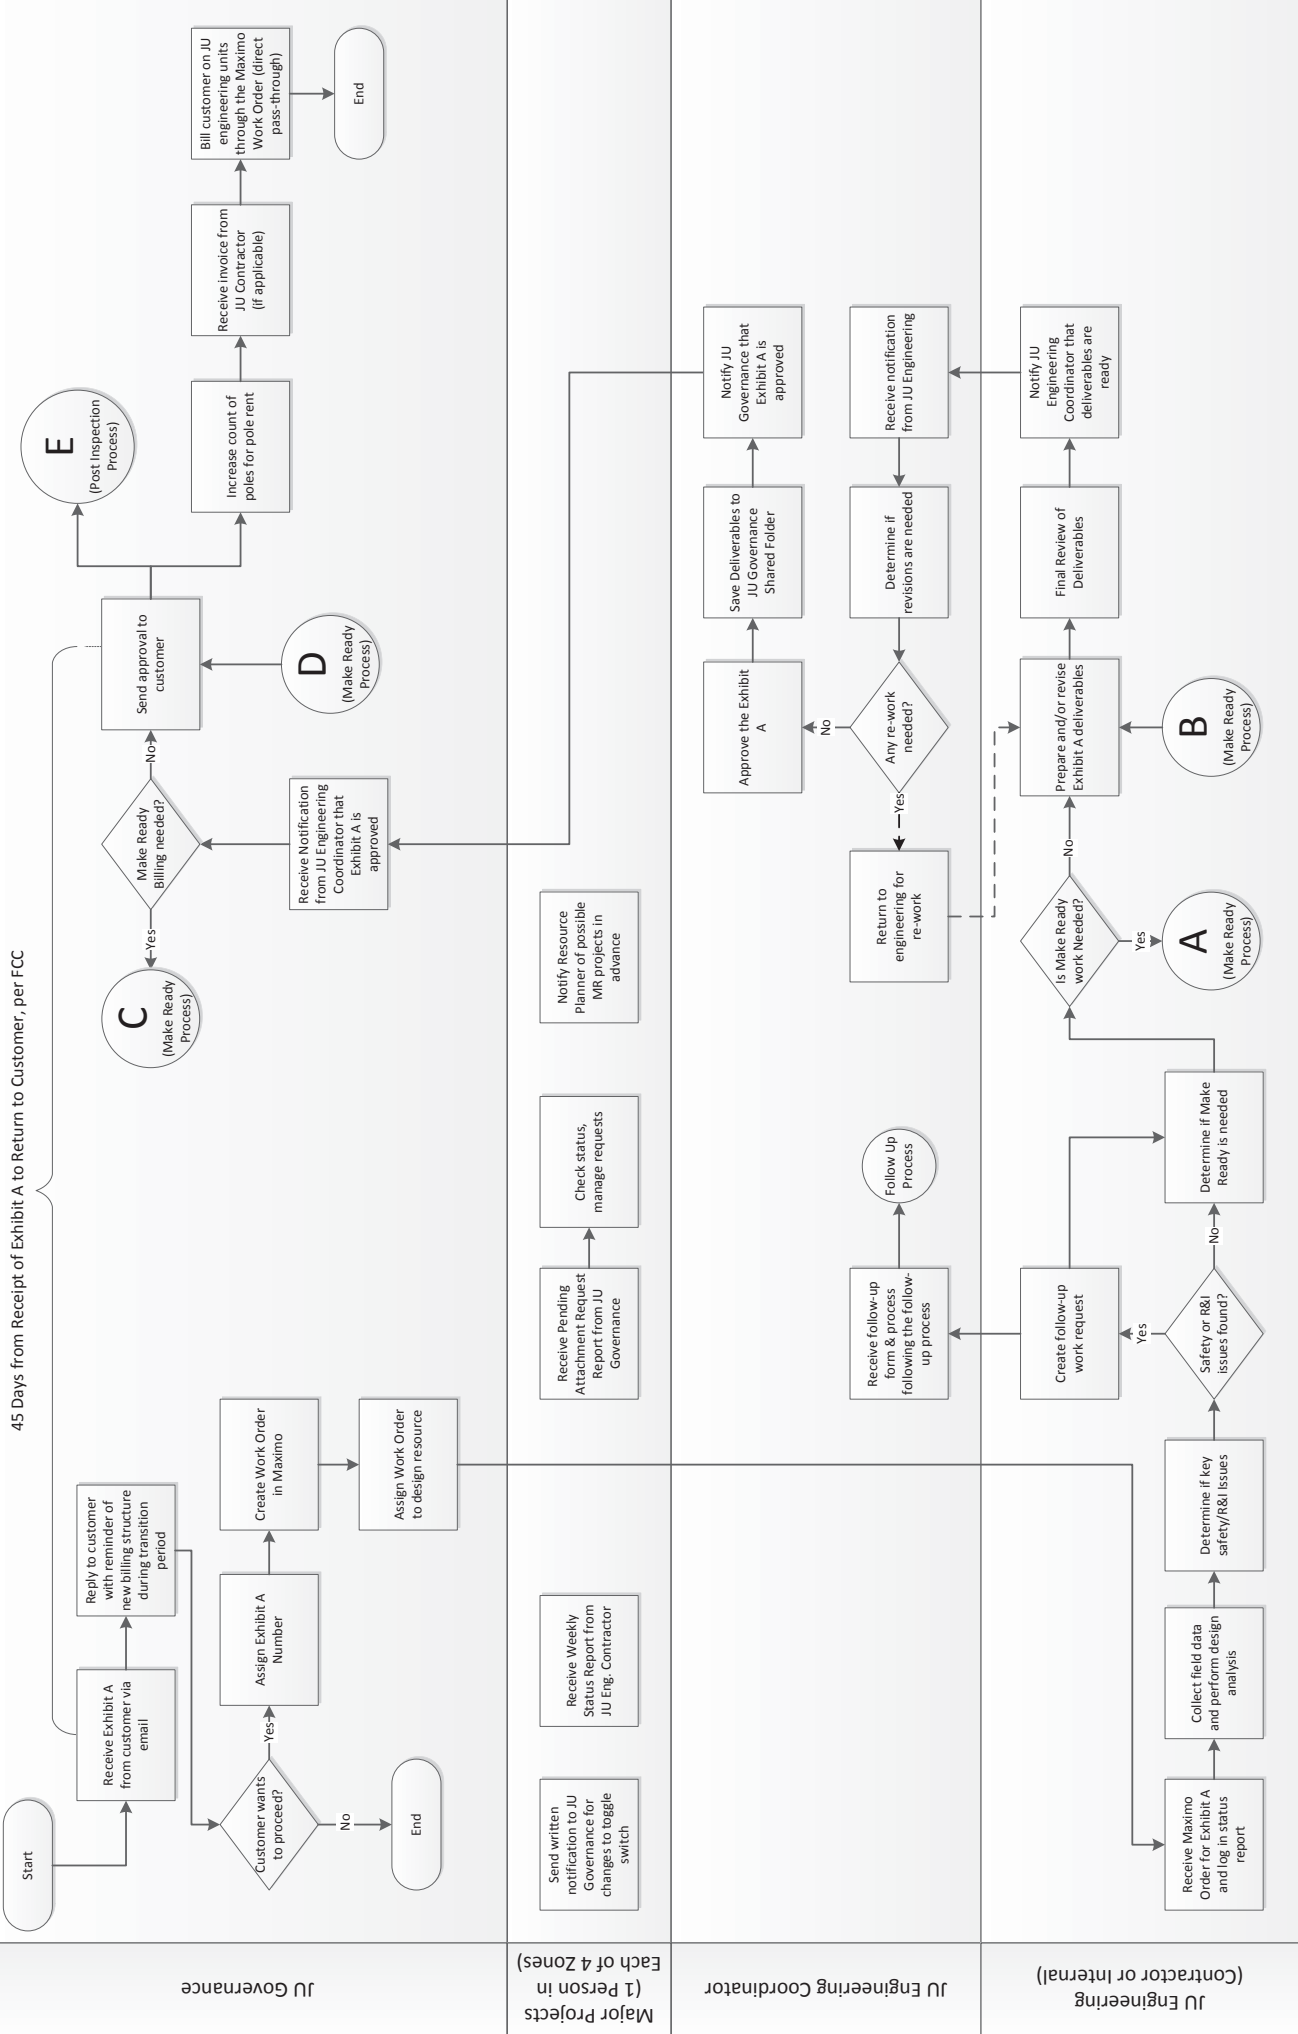 45 Days from Receipt of Exhibit A to Return to Customer, per FCC
JU Governance
Start
Receive Exhibit A
from customer via
email
Reply to customer
with reminder of
new billing structure
during transition
period
Customer wants
to proceed?
Yes
No
End
Assign Exhibit A
Number
Create Work Order
in Maximo
Assign Work Order
to design resource
Receive Notification
from JU Engineering
Coordinator that
Exhibit A is
approved
Make Ready
Billing needed?
Yes
No
C
(Make Ready
Process)
Send approval to
customer
D
(Make Ready
Process)
E
(Post Inspection
Process)
Increase count of
poles for pole rent
Receive invoice from
JU Contractor
(if applicable)
Bill customer on JU
engineering units
through the Maximo
Work Order (direct
pass-through)
End
Major Projects
(1 Person in
Each of 4 Zones)
Send written
notification to JU
Governance for
changes to toggle
switch
Receive Weekly
Status Report from
JU Eng. Contractor
Receive Pending
Attachment Request
Report from JU
Governance
Check status,
manage requests
Notify Resource
Planner of possible
MR projects in
advance
JU Engineering Coordinator
Receive follow-up
form & process
following the follow-
up process
Follow Up
Process
Return to
engineering for
re-work
Yes
Any re-work
needed?
No
Approve the Exhibit
A
Save Deliverables to
JU Governance
Shared Folder
Notify JU
Governance that
Exhibit A is
approved
Determine if
revisions are needed
Receive notification
from JU Engineering
JU Engineering
(Contractor or Internal)
Receive Maximo
Order for Exhibit A
and log in status
report
Collect field data
and perform design
analysis
Determine if key
safety/R&I Issues
Safety or R&I
issues found?
Yes
No
Create follow-up
work request
Determine if Make
Ready is needed
Is Make Ready
work Needed?
Yes
No
A
(Make Ready
Process)
Prepare and/or revise
Exhibit A deliverables
B
(Make Ready
Process)
Final Review of
Deliverables
Notify JU
Engineering
Coordinator that
deliverables are
ready